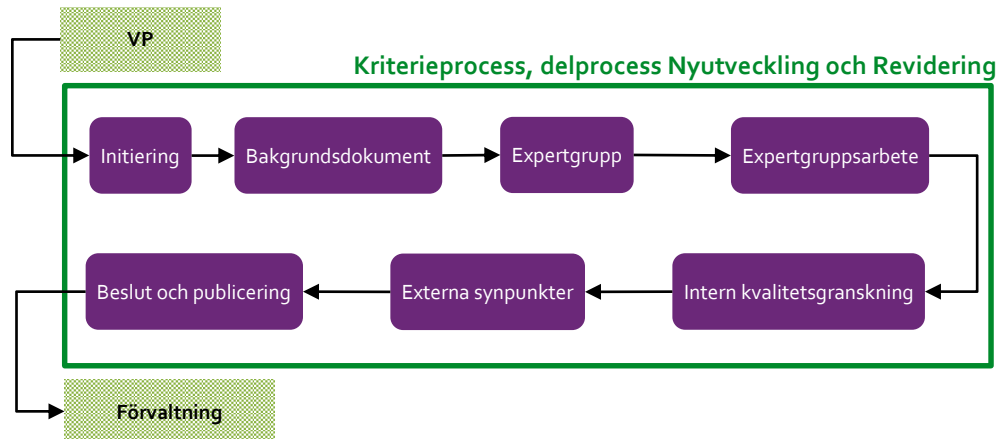 VP
Kriterieprocess, delprocess Nyutveckling och Revidering
Initiering
Bakgrundsdokument
Expertgrupp
Expertgruppsarbete
Intern kvalitetsgranskning
Externa synpunkter
Beslut och publicering
Förvaltning